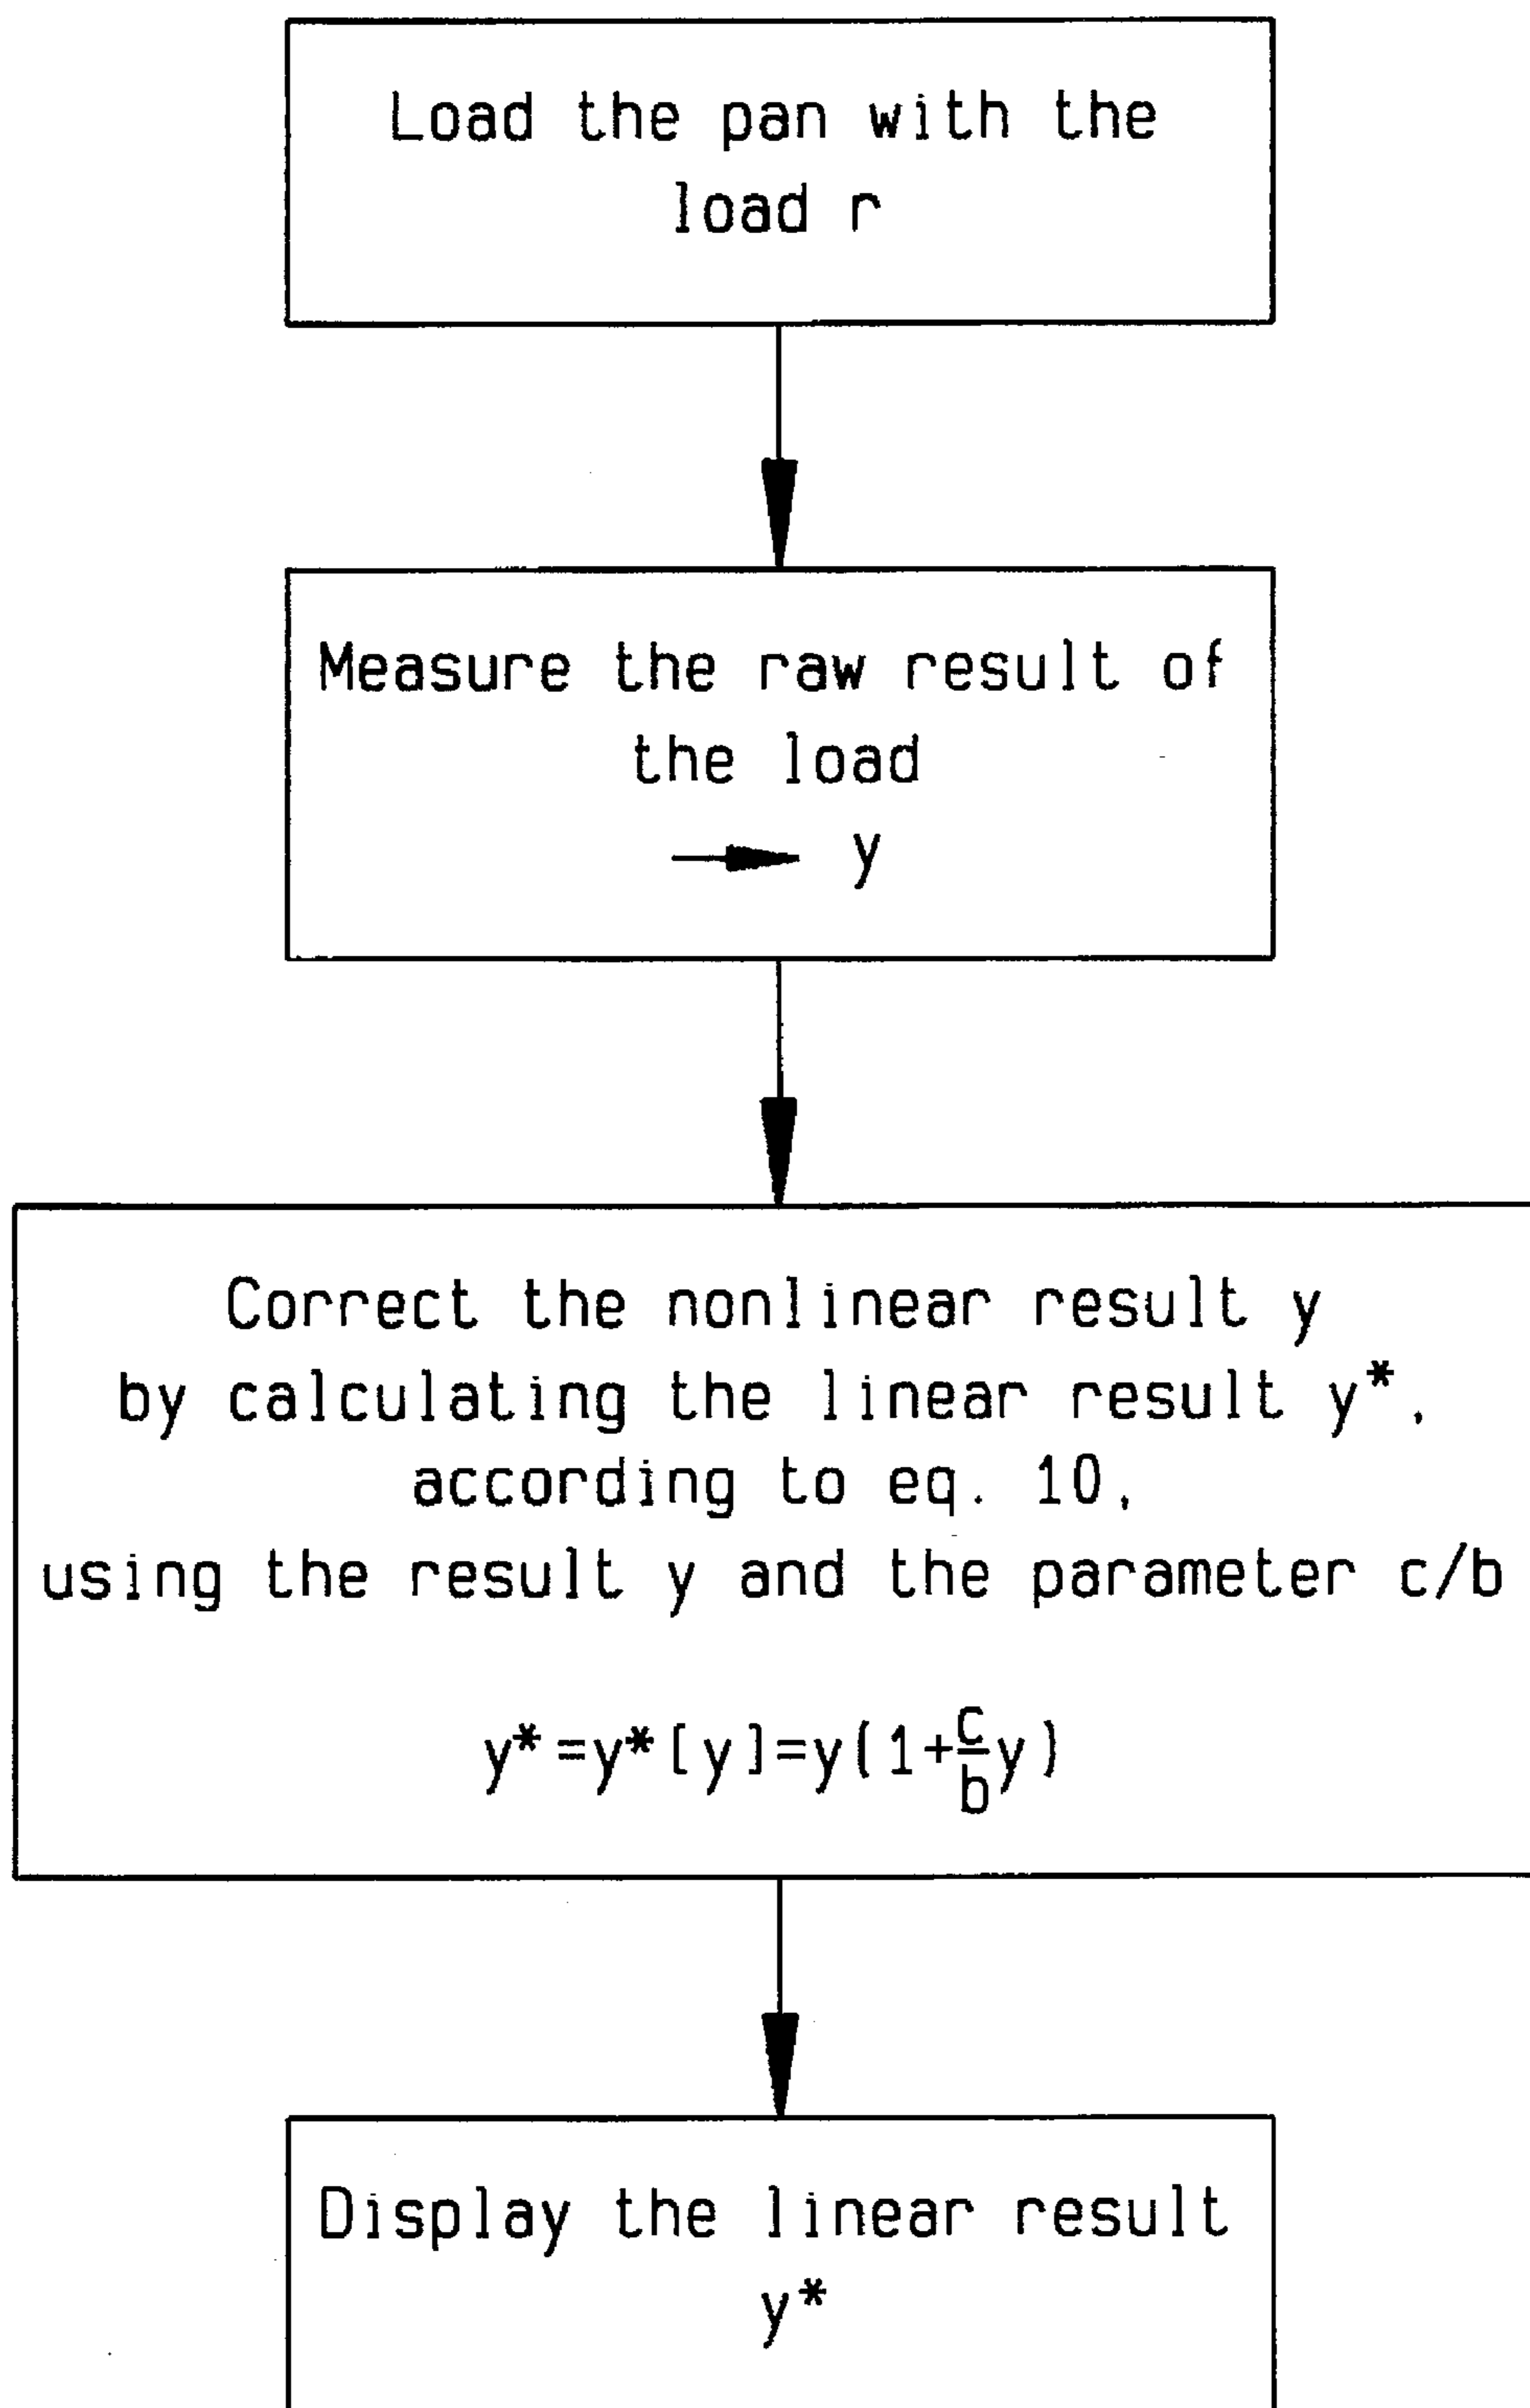 Load the pan with the
load r
Measure the raw result of
the load
→ y
Correct the nonlinear result y
by calculating the linear result y*,
according to eq. 10,
using the result y and the parameter c/b
y*=y*[y]=y(1+c/b y)
Display the linear result
y*